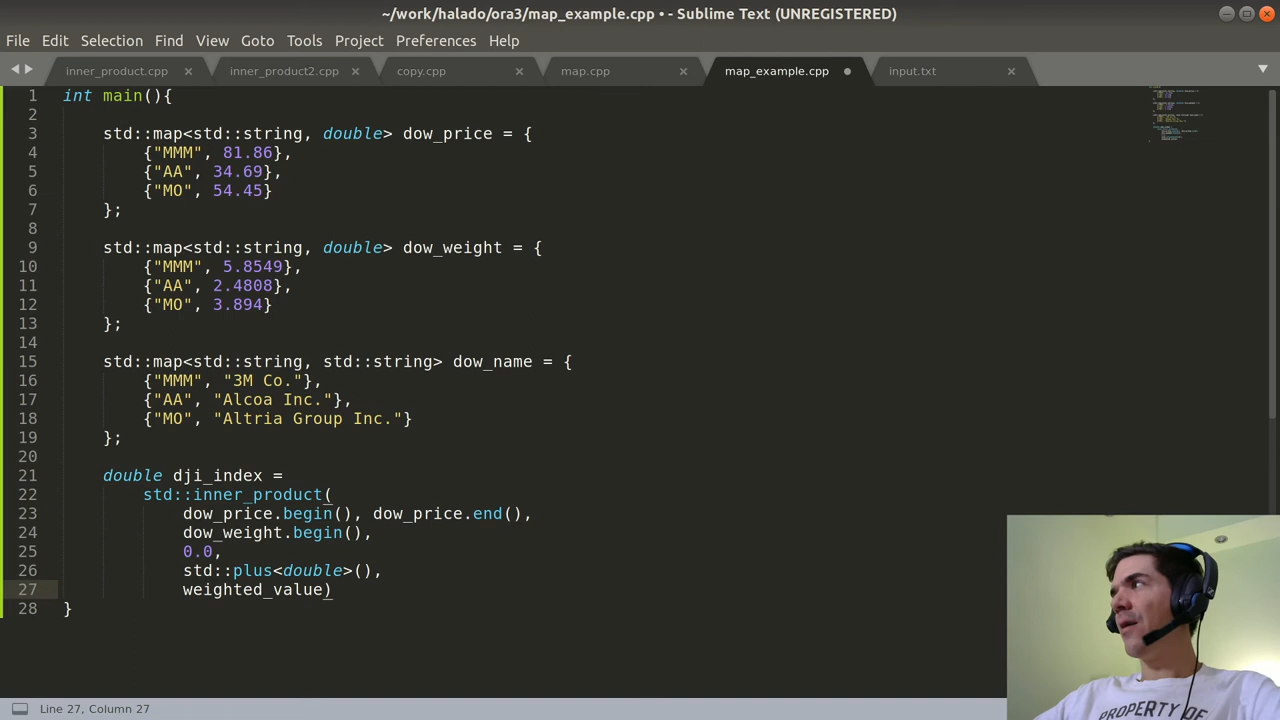 ~/work/halado/ora3/map_example.cpp • - Sublime Text (UNREGISTERED)
File Edit Selection Find View Goto Tools Project Preferences Help
inner_product.cpp inner_product2.cpp copy.cpp map.cpp map_example.cpp input.txt
1 int main(){
2
3 std::map<std::string, double> dow_price = {
4 {"MMM", 81.86},
5 {"AA", 34.69},
6 {"MO", 54.45}
7 };
8
9 std::map<std::string, double> dow_weight = {
10 {"MMM", 5.8549},
11 {"AA", 2.4808},
12 {"MO", 3.894}
13 };
14
15 std::map<std::string, std::string> dow_name = {
16 {"MMM", "3M Co."},
17 {"AA", "Alcoa Inc."},
18 {"MO", "Altria Group Inc."}
19 };
20
21 double dji_index =
22 std::inner_product(
23 dow_price.begin(), dow_price.end(),
24 dow_weight.begin(),
25 0.0,
26 std::plus<double>(),
27 weighted_value)
28 }
PROPERTY OF
Line 27, Column 27